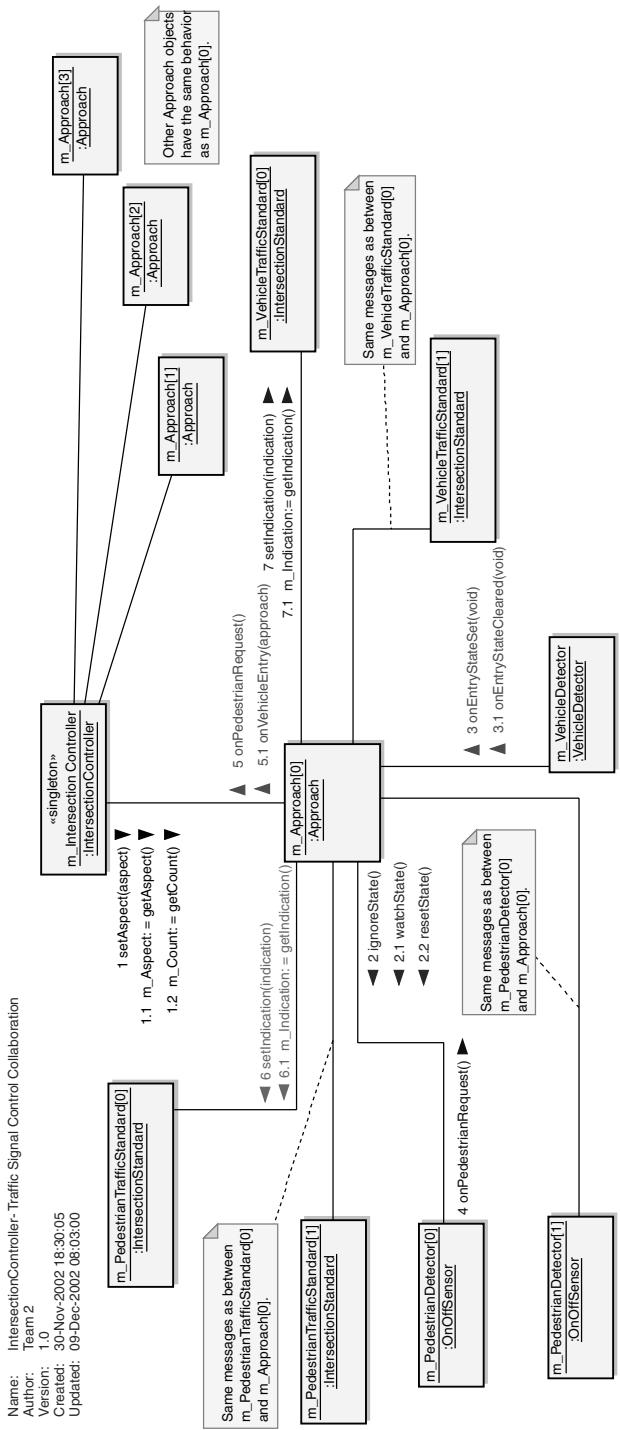 Name: IntersectionController- Traffic Signal Control Collaboration
Author: Team 2
Version: 1.0
Created: 30-Nov-2002 18:30:05
Updated: 09-Dec-2002 08:03:00
«singleton»
m_Intersection Controller
:IntersectionController
m_Approach[3]
:Approach
m_Approach[2]
:Approach
m_Approach[1]
:Approach
Other Approach objects
have the same behavior
as m_Approach[0].
1 setAspect(aspect)
1.1 m_Aspect: = getAspect()
1.2 m_Count: = getCount()
5 onPedestrianRequest()
5.1 onVehicleEntry(approach)
m_PedestrianTrafficStandard[0]
:IntersectionStandard
6 setIndication(indication)
6.1 m_Indication: = getIndication()
7 setIndication(indication)
7.1 m_Indication:= getIndication()
m_VehicleTrafficStandard[0]
:IntersectionStandard
m_Approach[0]
:Approach
Same messages as between
m_PedestrianTrafficStandard[0]
and m_Approach[0].
Same messages as between
m_VehicleTrafficStandard[0]
and m_Approach[0].
m_PedestrianTrafficStandard[1]
:IntersectionStandard
2 ignoreState()
2.1 watchState()
2.2 resetState()
m_VehicleTrafficStandard[1]
:IntersectionStandard
m_PedestrianDetector[0]
:OnOffSensor
4 onPedestrianRequest()
Same messages as between
m_PedestrianDetector[0]
and m_Approach[0].
3 onEntryStateSet(void)
3.1 onEntryStateCleared(void)
m_PedestrianDetector[1]
:OnOffSensor
m_VehicleDetector
:VehicleDetector